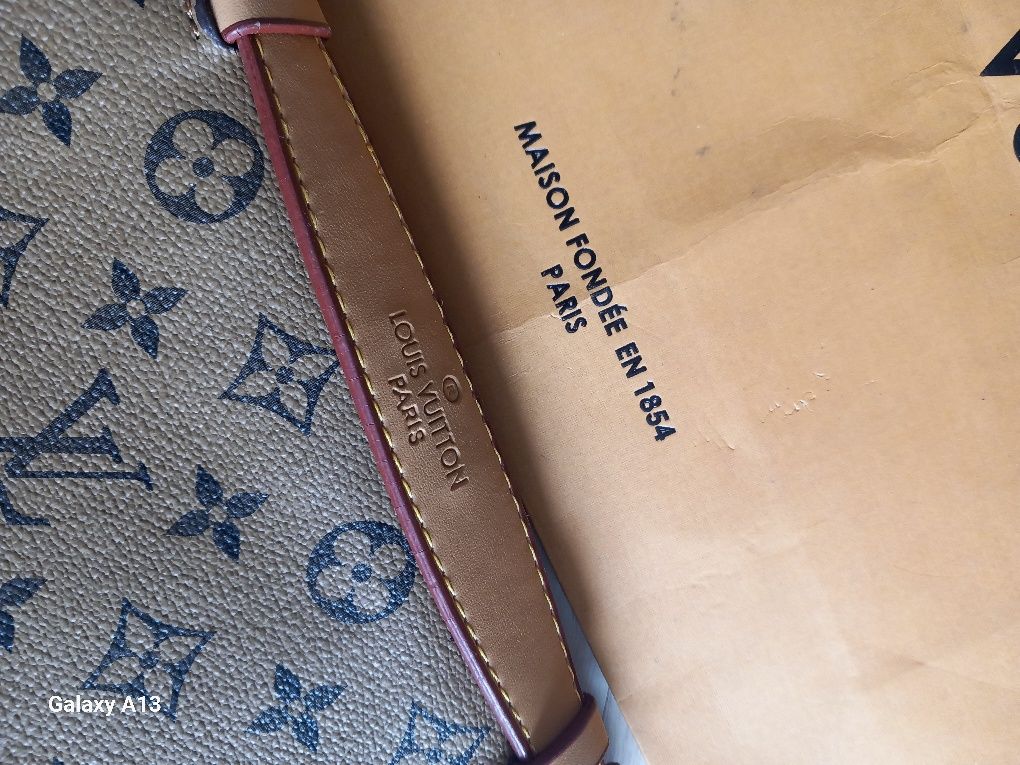 MAISON FONDÉE EN 1854
PARIS
LOUIS VUITTON
PARIS
Galaxy A13